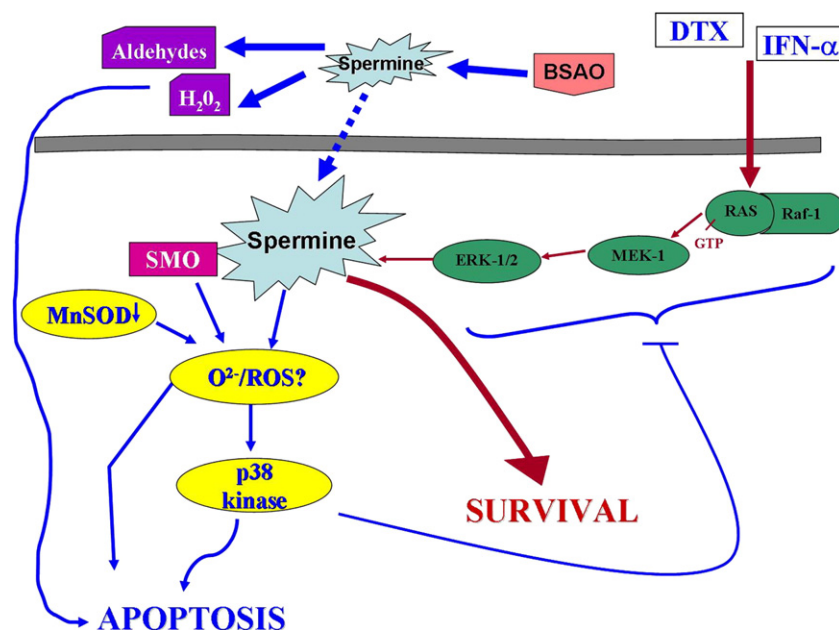 DTX
IFN-α
Aldehydes
Spermine
BSAO
H₂0₂
RAS
Raf-1
GTP
Spermine
SMO
ERK-1/2
MEK-1
MnSOD↓
O²⁻/ROS?
p38
kinase
SURVIVAL
APOPTOSIS